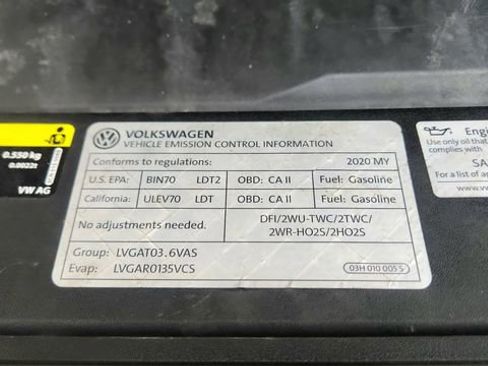 VOLKSWAGEN
VEHICLE EMISSION CONTROL INFORMATION
Conforms to regulations: 2020 MY
U.S. EPA: BIN70 LDT2 OBD: CA II Fuel: Gasoline
California: ULEV70 LDT OBD: CA II Fuel: Gasoline
No adjustments needed. DFI/2WU-TWC/2TWC/
2WR-HO2S/2HO2S
Group: LVGAT03.6VAS
Evap: LVGAR0135VCS
03H 010 005 S
0.550 kg
VW AG
Engi
Use only oil that
complies with
SA
For a list of a
www.v